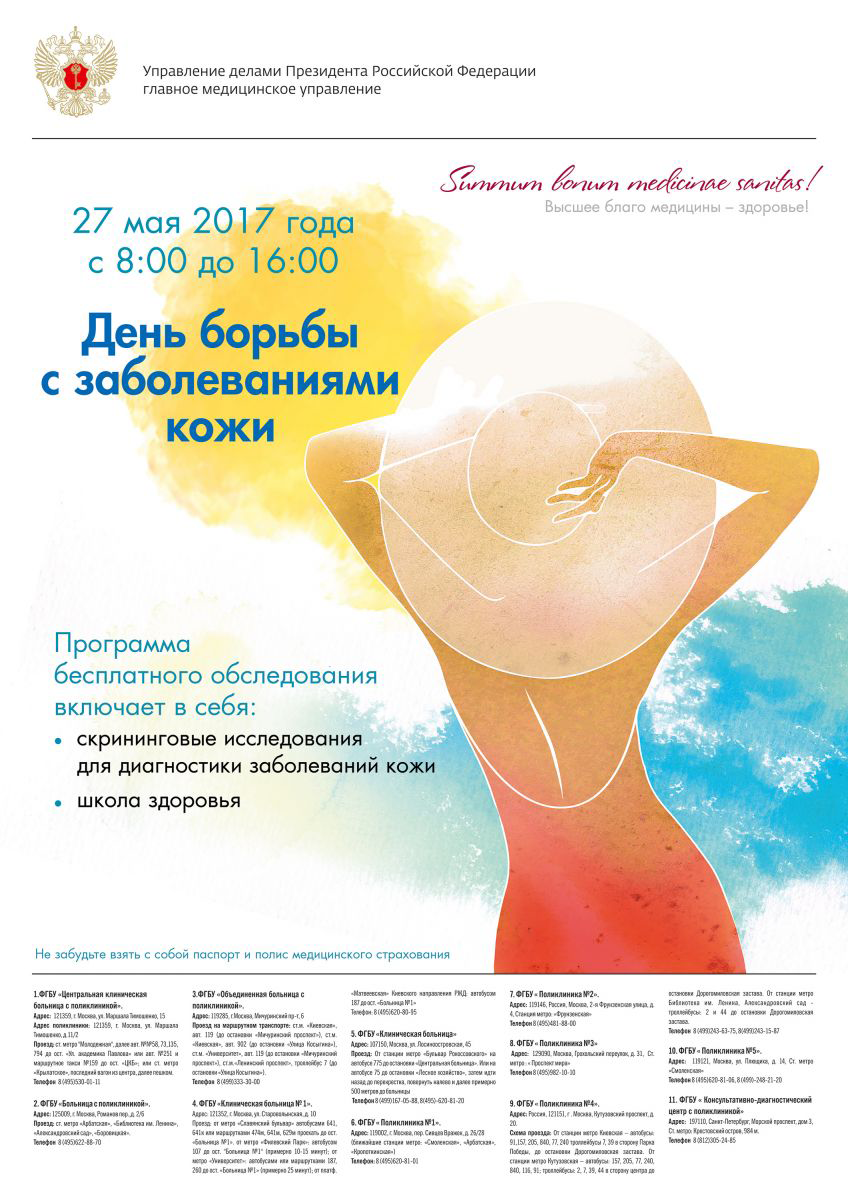 Управление делами Президента Российской Федерации
главное медицинское управление
Summum bonum medicinae sanitas!
Высшее благо медицины – здоровье!
27 мая 2017 года
с 8:00 до 16:00
День борьбы
с заболеваниями
кожи
Программа
бесплатного обследования
включает в себя:
• скрининговые исследования
для диагностики заболеваний кожи
• школа здоровья
Не забудьте взять с собой паспорт и полис медицинского страхования
1.ФГБУ «Центральная клиническая
больница с поликлиникой».
Адрес: 121359, г. Москва, ул. Маршала Тимошенко, 15
Адрес поликлиники: 121359, г. Москва, ул. Маршала
Тимошенко, д.11/2
Проезд: ст. метро "Молодежная", далее авт. №№58, 73,135,
794 до ост. «Ул. академика Павлова» или авт. №251 и
маршрутное такси №159 до ост. «ЦКБ»; или ст. метро
«Крылатское», последний вагон из центра, далее пешком.
Телефон 8 (495)530-01-11
2. ФГБУ «Больница с поликлиникой».
Адрес: 125009, г. Москва, Романов пер., д. 2/6
Проезд: ст. метро «Арбатская», «Библиотека им. Ленина»,
«Александровский сад», «Боровицкая».
Телефон 8 (495)622-88-70
3.ФГБУ «Объединенная больница с
поликлиникой».
Адрес: 119285, г.Москва, Мичуринский пр-т, 6
Проезд на маршрутном транспорте: ст.м. «Киевская»,
авт. 119 (до остановки «Мичуринский проспект»), ст.м.
«Киевская», авт. 902 (до остановки «Улица Косыгина»),
ст.м. «Университет», авт. 119 (до остановки «Мичуринский
проспект»), ст.м.«Ленинский проспект», троллейбус 7 (до
остановки «Улица Косыгина»).
Телефон 8 (499)333-30-00
4. ФГБУ «Клиническая больница № 1».
Адрес: 121352, г. Москва, ул. Староволынская, д. 10
Проезд: от метро «Славянский бульвар» автобусами 641,
641к или маршрутками 474м, 641м, 629м проехать до ост.
«Больница №1», от метро «Филевский Парк»: автобусом
107 до ост. "Больница №1" (примерно 10-15 минут); от
метро «Университет»: автобусами или маршрутками 187,
260 до ост. «Больница №1» (примерно 25 минут); от платф.
«Матвеевская» Киевского направления РЖД: автобусом
187 до ост. «Больница №1»
Телефон: 8 (495)620-80-95
5. ФГБУ «Клиническая больница»
Адрес: 107150, Москва, ул. Лосиноостровская, 45
Проезд: От станции метро «Бульвар Рокоссовского» на
автобусе 775 до остановки «Центральная больница». Или на
автобусе 75 до остановки «Лесное хозяйство», затем идти
назад до перекрестка, повернуть налево и далее примерно
500 метров до больницы
Телефон 8 (499)167-05-88, 8(495)-620-81-20
6. ФГБУ «Поликлиника №1».
Адрес: 119002, г. Москва, пер. Сивцев Вражек, д. 26/28
(ближайшие станции метро: «Смоленская», «Арбатская»,
«Кропоткинская»)
Телефон: 8 (495)620-81-01
7. ФГБУ « Поликлиника №2».
Адрес: 119146, Россия, Москва, 2-я Фрунзенская улица, д.
4, Станция метро: «Фрунзенская»
Телефон 8(495)481-88-00
8. ФГБУ « Поликлиника №3»
Адрес: 129090, Москва, Грохольский переулок, д. 31, Ст.
метро : « Проспект мира»
Телефон 8(495)982-10-10
9. ФГБУ « Поликлиника №4».
Адрес: Россия, 121151, г . Москва, Кутузовский проспект, д.
20.
Схема проезда: От станции метро Киевская – автобусы:
91,157, 205, 840, 77, 240 троллейбусы 7, 39 в сторону Парка
Победы, до остановки Дорогомиловская застава. От
станции метро Кутузовская – автобусы: 157, 205, 77, 240,
840, 116, 91; троллейбусы: 2, 7, 39, 44 в сторону центра до
остановки Дорогомиловская застава. От станции метро
Библиотека им. Ленина, Александровский сад -
троллейбусы: 2 и 44 до остановки Дорогомиловская
застава.
Телефон 8 (499)243-63-75, 8(499)243-15-87
10. ФГБУ « Поликлиника №5».
Адрес: 119121, Москва, ул. Плющиха, д. 14, Ст. метро
«Смоленская»
Телефон 8 (495)620-81-06, 8 (499)-248-21-20
11. ФГБУ « Консультативно-диагностический
центр с поликлиникой»
Адрес: 197110, Санкт-Петербург, Морской проспект, дом 3,
Ст. метро: Крестовский остров, 984 м.
Телефон 8 (812)305-24-85